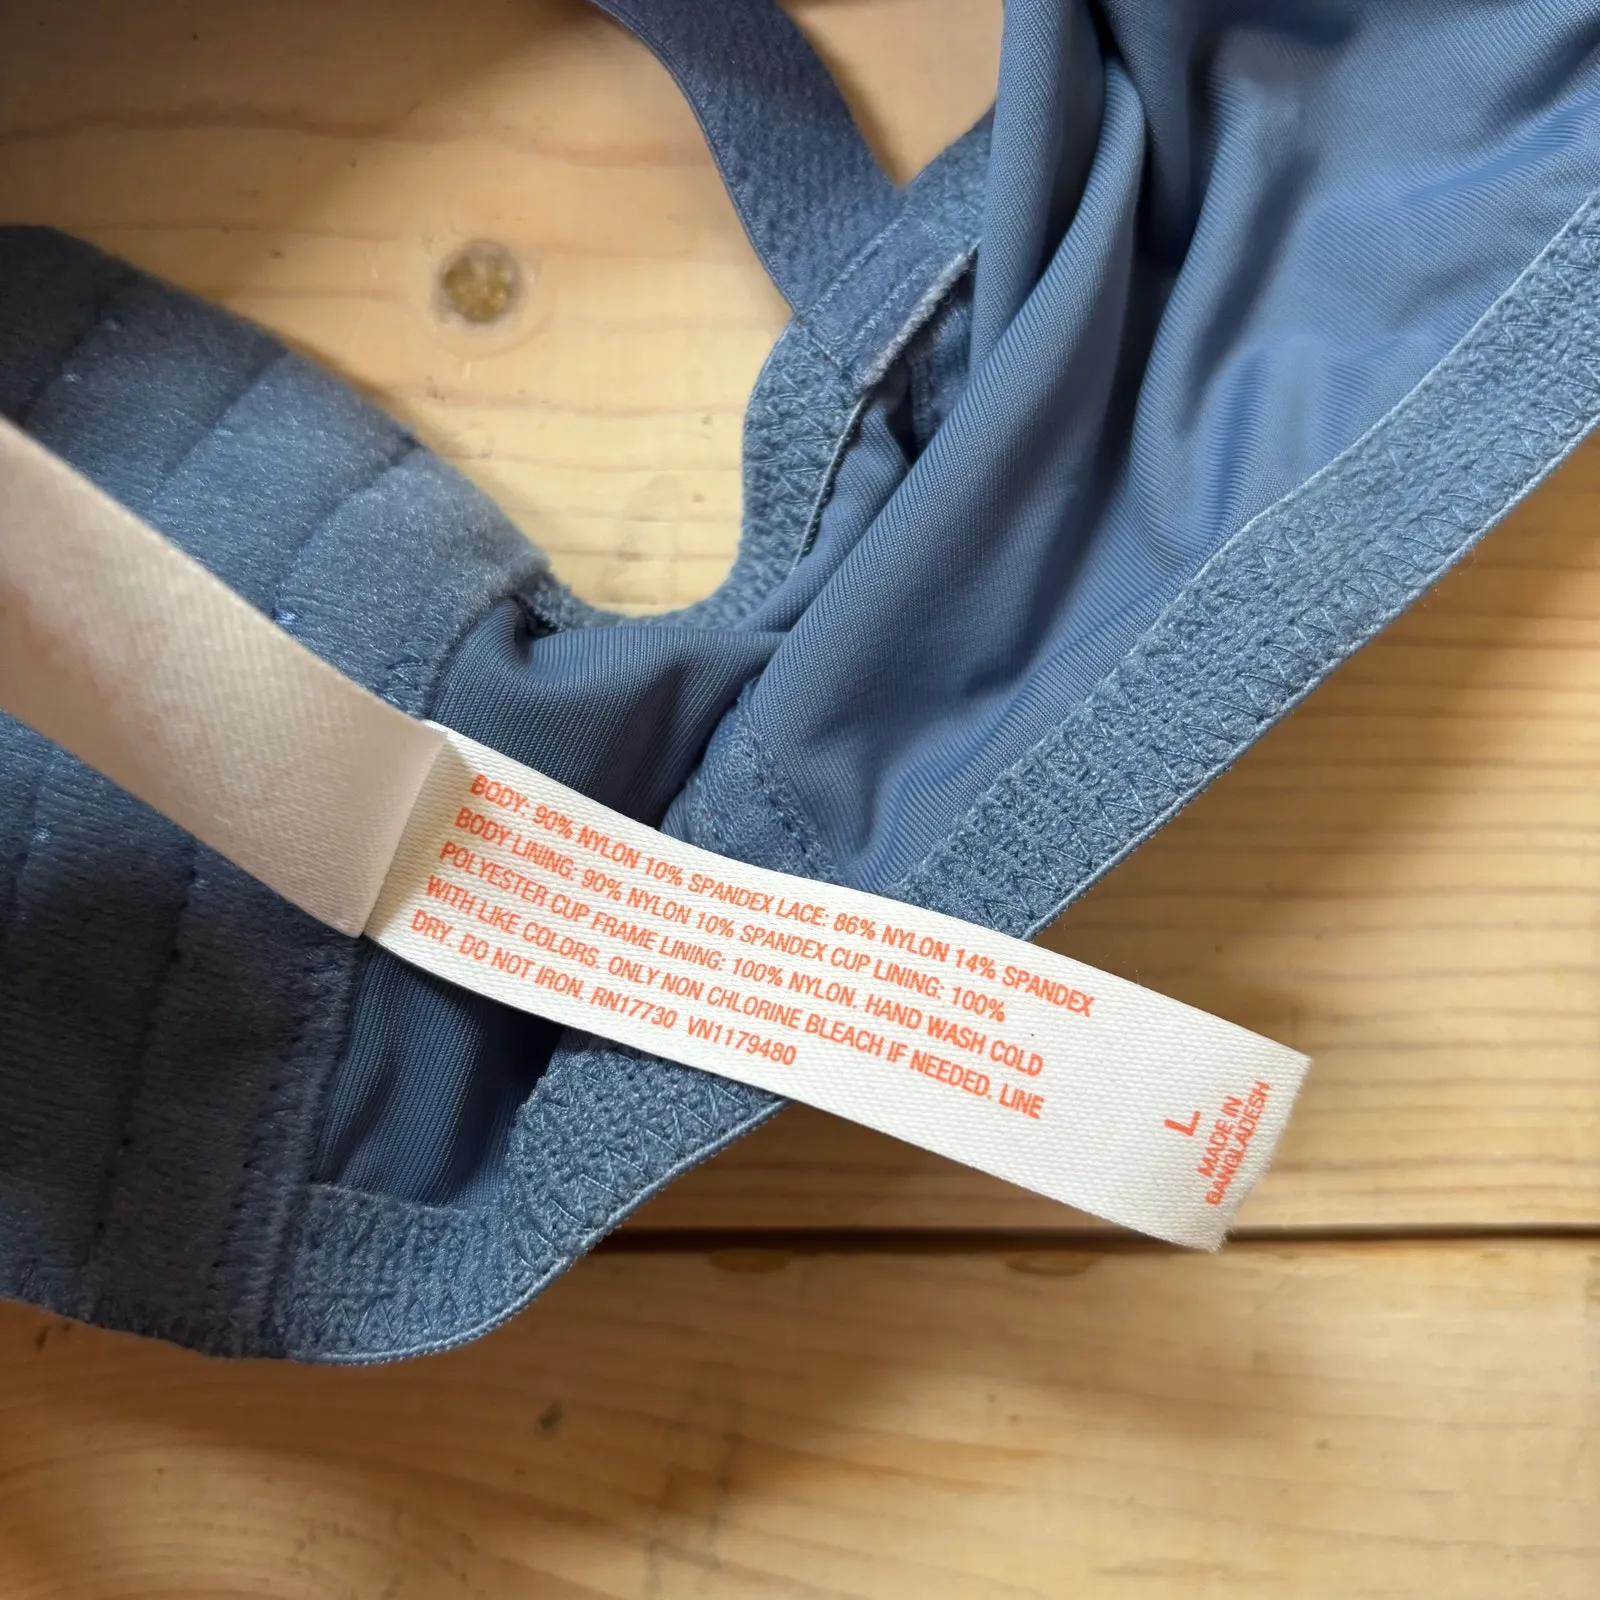 BODY: 90% NYLON 10% SPANDEX LACE: 86% NYLON 14% SPANDEX
BODY LINING: 90% NYLON 10% SPANDEX CUP LINING: 100%
POLYESTER CUP FRAME LINING: 100% NYLON. HAND WASH COLD
WITH LIKE COLORS. ONLY NON CHLORINE BLEACH IF NEEDED. LINE
DRY. DO NOT IRON. RN17730 VN1179480
L
MADE IN
BANGLADESH